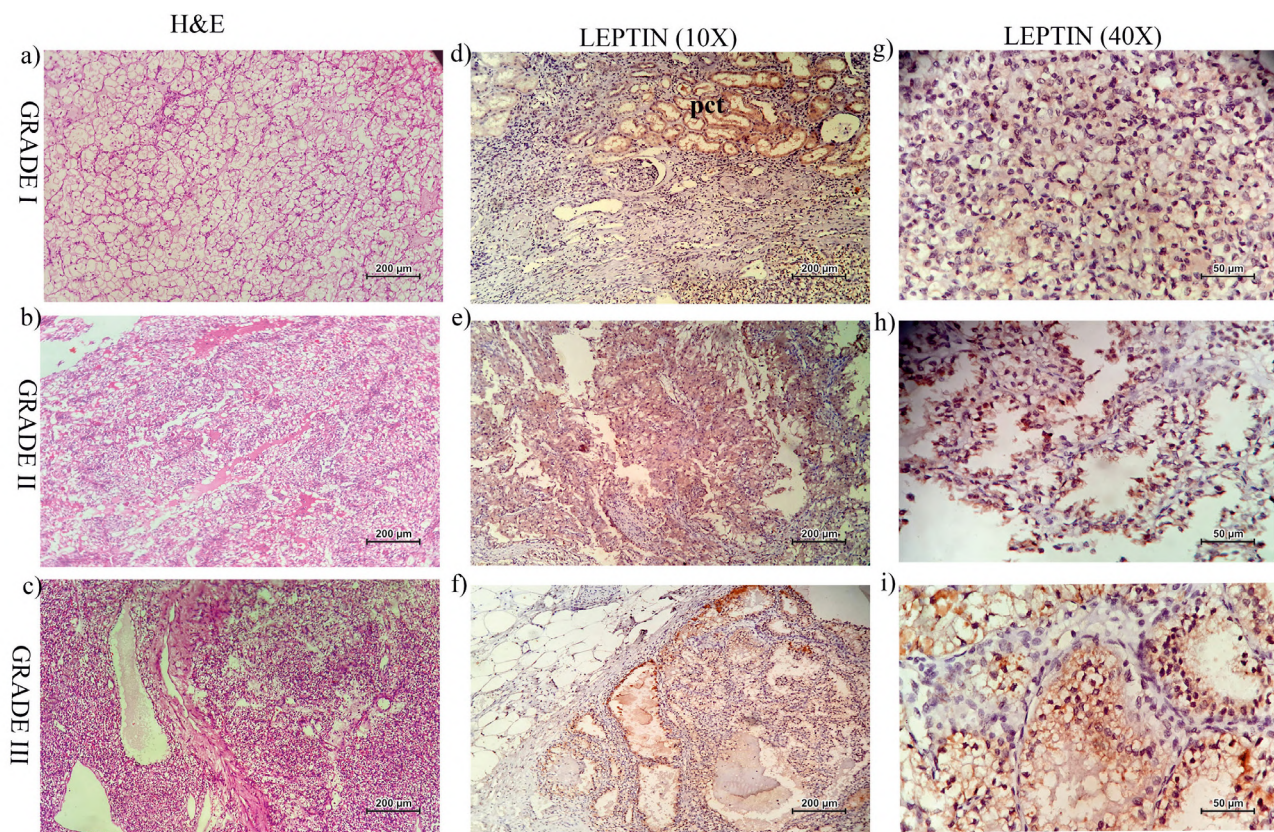 H&E
LEPTIN (10X)
LEPTIN (40X)
GRADE I
a)
200 µm
d)
pct
200 µm
g)
50 µm
GRADE II
b)
200 µm
e)
200 µm
h)
50 µm
GRADE III
c)
200 µm
f)
200 µm
i)
50 µm